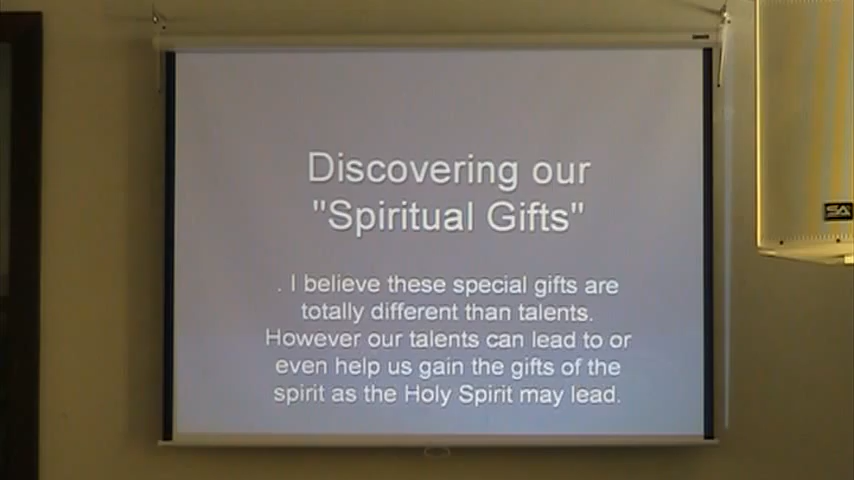 Discovering our
"Spiritual Gifts"
. I believe these special gifts are
totally different than talents.
However our talents can lead to or
even help us gain the gifts of the
spirit as the Holy Spirit may lead.
SA